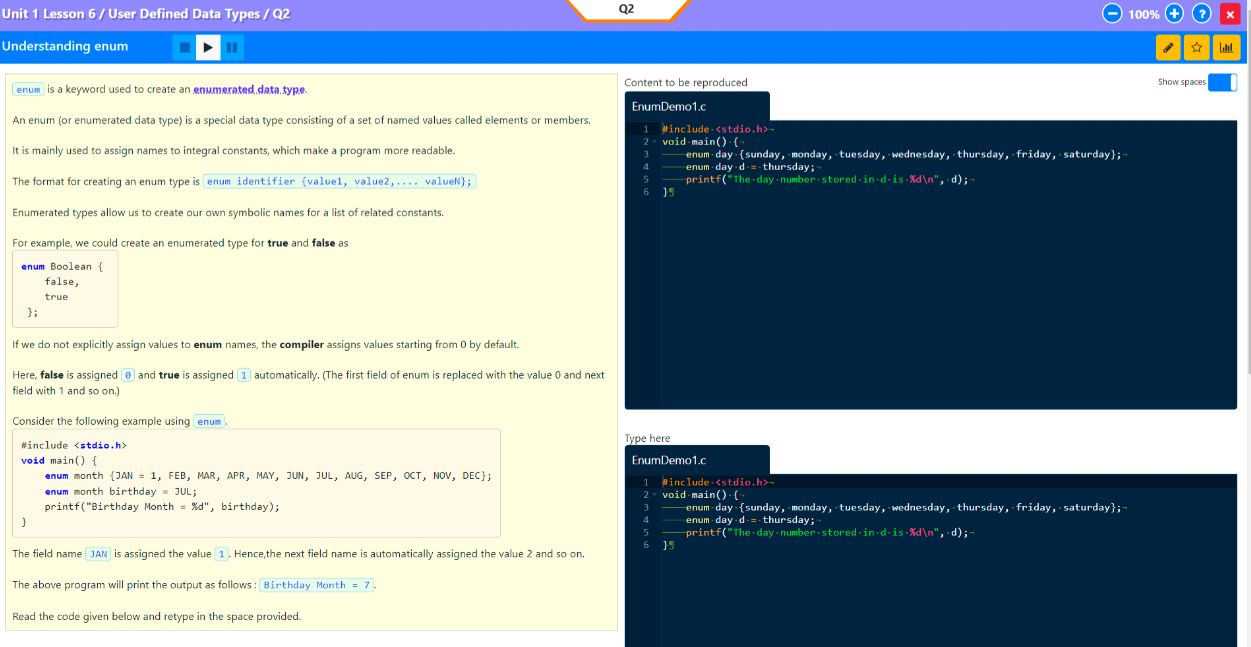 Unit 1 Lesson 6 / User Defined Data Types / Q2
Q2
100%
Understanding enum
enum is a keyword used to create an enumerated data type.
An enum (or enumerated data type) is a special data type consisting of a set of named values called elements or members.
It is mainly used to assign names to integral constants, which make a program more readable.
The format for creating an enum type is enum identifier {value1, value2,.... valueN};
Enumerated types allow us to create our own symbolic names for a list of related constants.
For example, we could create an enumerated type for true and false as
enum Boolean {
false,
true
};
If we do not explicitly assign values to enum names, the compiler assigns values starting from 0 by default.
Here, false is assigned 0 and true is assigned 1 automatically. (The first field of enum is replaced with the value 0 and next
field with 1 and so on.)
Consider the following example using enum.
#include <stdio.h>
void main() {
enum month {JAN = 1, FEB, MAR, APR, MAY, JUN, JUL, AUG, SEP, OCT, NOV, DEC};
enum month birthday = JUL;
printf("Birthday Month = %d", birthday);
}
The field name JAN is assigned the value 1. Hence,the next field name is automatically assigned the value 2 and so on.
The above program will print the output as follows : Birthday Month = 7.
Read the code given below and retype in the space provided.
Content to be reproduced
Show spaces
EnumDemo1.c
1 #include·<stdio.h>¬
2 void·main()·{¬
3 enum·day·{sunday,·monday,·tuesday,·wednesday,·thursday,·friday,·saturday};¬
4 enum·day·d·=·thursday;¬
5 printf("The·day·number·stored·in·d·is·%d\n",·d);¬
6 }¶
Type here
EnumDemo1.c
1 #include·<stdio.h>¬
2 void·main()·{¬
3 enum·day·{sunday,·monday,·tuesday,·wednesday,·thursday,·friday,·saturday};¬
4 enum·day·d·=·thursday;¬
5 printf("The·day·number·stored·in·d·is·%d\n",·d);¬
6 }¶